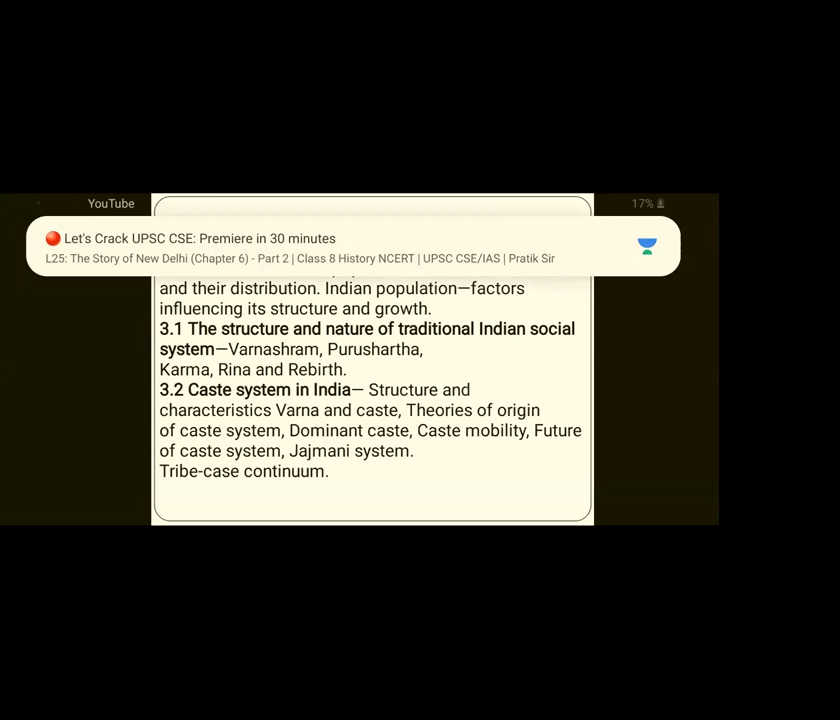 YouTube
17%
🔴 Let's Crack UPSC CSE: Premiere in 30 minutes
L25: The Story of New Delhi (Chapter 6) - Part 2 | Class 8 History NCERT | UPSC CSE/IAS | Pratik Sir
and their distribution. Indian population—factors
influencing its structure and growth.
3.1 The structure and nature of traditional Indian social
system—Varnashram, Purushartha,
Karma, Rina and Rebirth.
3.2 Caste system in India— Structure and
characteristics Varna and caste, Theories of origin
of caste system, Dominant caste, Caste mobility, Future
of caste system, Jajmani system.
Tribe-case continuum.